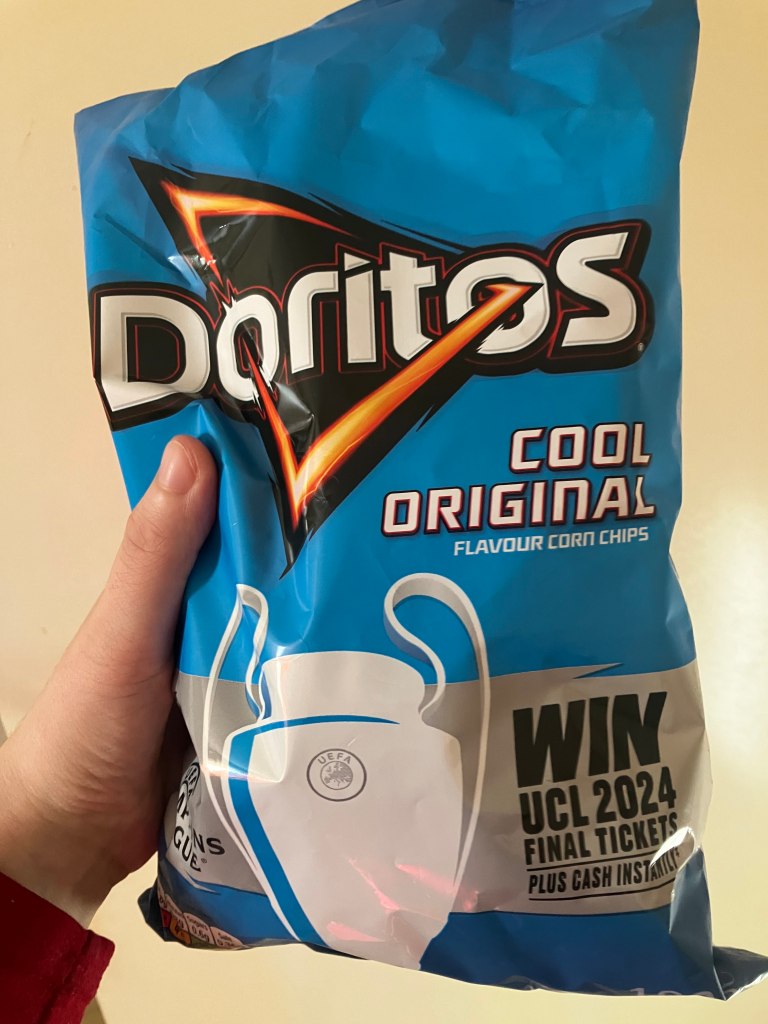 Doritos
COOL
ORIGINAL
FLAVOUR CORN CHIPS
UEFA
WIN
UCL 2024
FINAL TICKETS
PLUS CASH INSTANTLY*